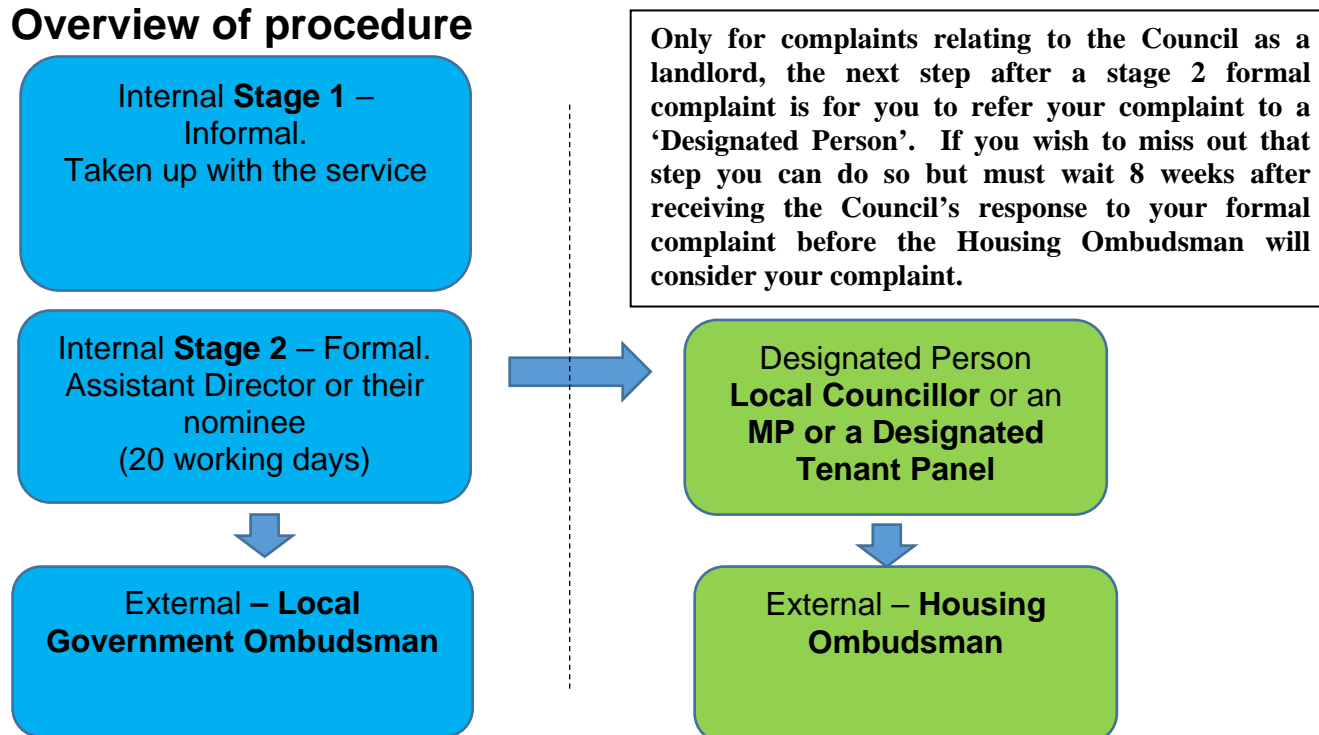 Overview of procedure
Internal Stage 1 –
Informal.
Taken up with the service
Internal Stage 2 – Formal.
Assistant Director or their
nominee
(20 working days)
External – Local
Government Ombudsman
Only for complaints relating to the Council as a
landlord, the next step after a stage 2 formal
complaint is for you to refer your complaint to a
‘Designated Person’. If you wish to miss out that
step you can do so but must wait 8 weeks after
receiving the Council’s response to your formal
complaint before the Housing Ombudsman will
consider your complaint.
Designated Person
Local Councillor or an
MP or a Designated
Tenant Panel
External – Housing
Ombudsman